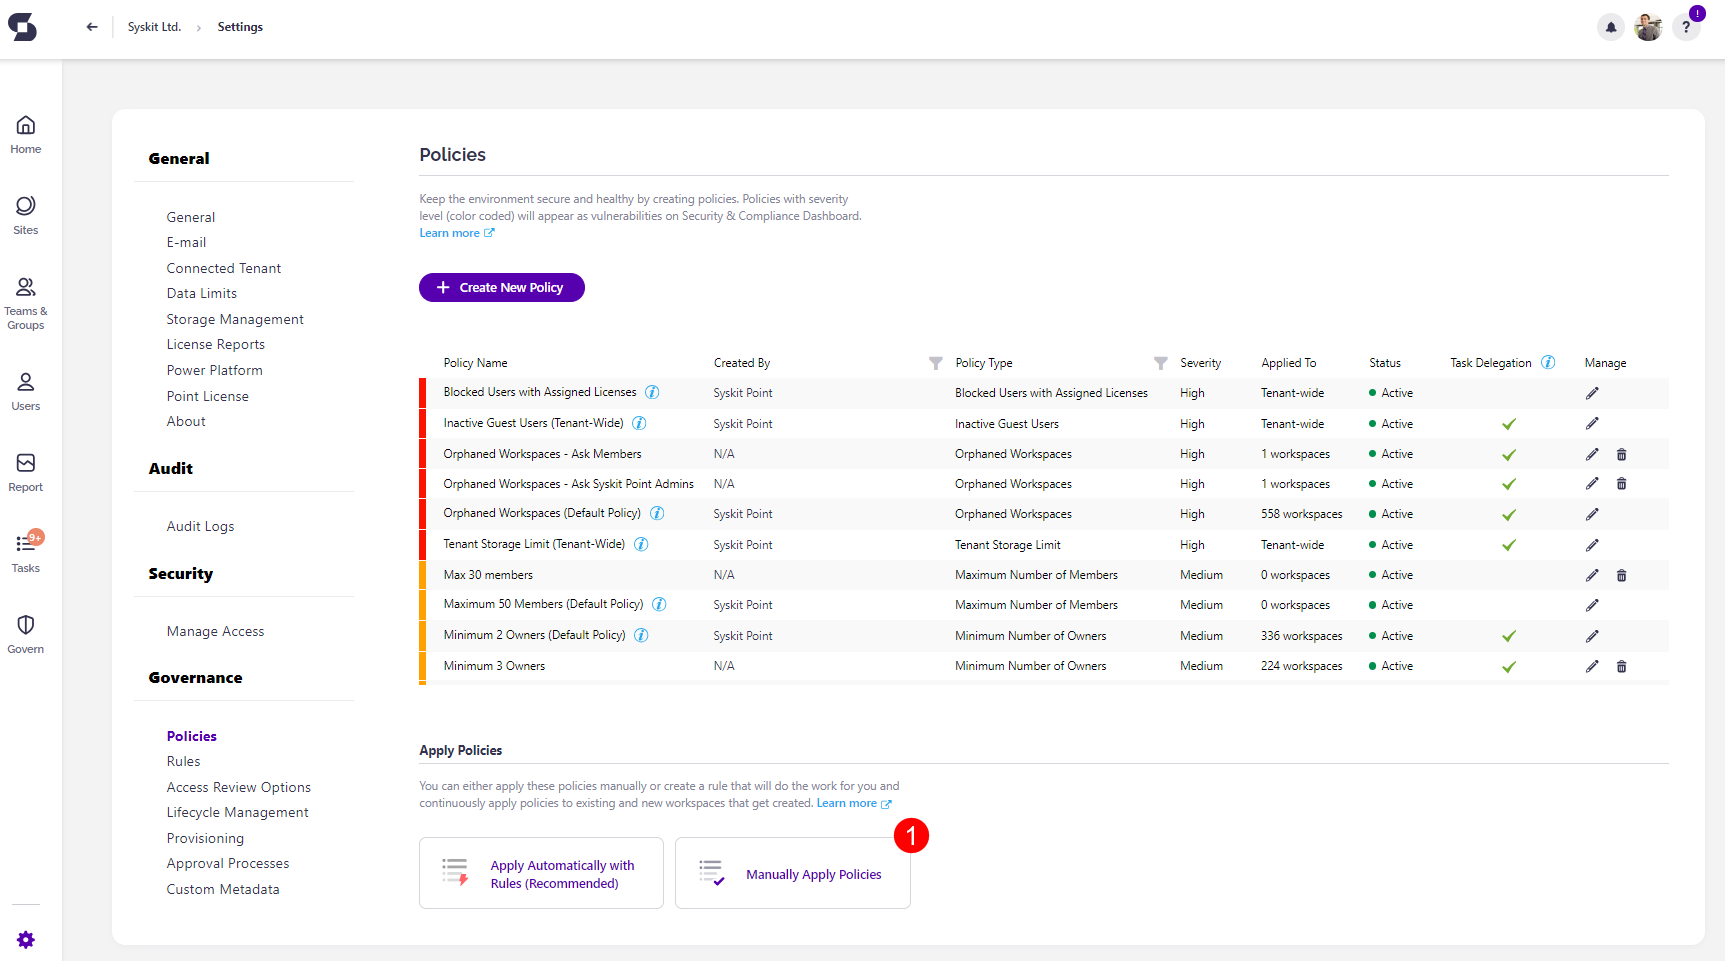 Syskit Ltd. › Settings
!
?
Home
Sites
Teams &
Groups
Users
Report
9+
Tasks
Govern
General
General
E-mail
Connected Tenant
Data Limits
Storage Management
License Reports
Power Platform
Point License
About
Audit
Audit Logs
Security
Manage Access
Governance
Policies
Rules
Access Review Options
Lifecycle Management
Provisioning
Approval Processes
Custom Metadata
Policies
Keep the environment secure and healthy by creating policies. Policies with severity
level (color coded) will appear as vulnerabilities on Security & Compliance Dashboard.
Learn more
+ Create New Policy
Policy Name Created By Policy Type Severity Applied To Status Task Delegation i Manage
Blocked Users with Assigned Licenses i Syskit Point Blocked Users with Assigned Licenses High Tenant-wide Active
Inactive Guest Users (Tenant-Wide) i Syskit Point Inactive Guest Users High Tenant-wide Active
Orphaned Workspaces - Ask Members N/A Orphaned Workspaces High 1 workspaces Active
Orphaned Workspaces - Ask Syskit Point Admins N/A Orphaned Workspaces High 1 workspaces Active
Orphaned Workspaces (Default Policy) i Syskit Point Orphaned Workspaces High 558 workspaces Active
Tenant Storage Limit (Tenant-Wide) i Syskit Point Tenant Storage Limit High Tenant-wide Active
Max 30 members N/A Maximum Number of Members Medium 0 workspaces Active
Maximum 50 Members (Default Policy) i Syskit Point Maximum Number of Members Medium 0 workspaces Active
Minimum 2 Owners (Default Policy) i Syskit Point Minimum Number of Owners Medium 336 workspaces Active
Minimum 3 Owners N/A Minimum Number of Owners Medium 224 workspaces Active
Apply Policies
You can either apply these policies manually or create a rule that will do the work for you and
continuously apply policies to existing and new workspaces that get created. Learn more
Apply Automatically with
Rules (Recommended)
1
Manually Apply Policies